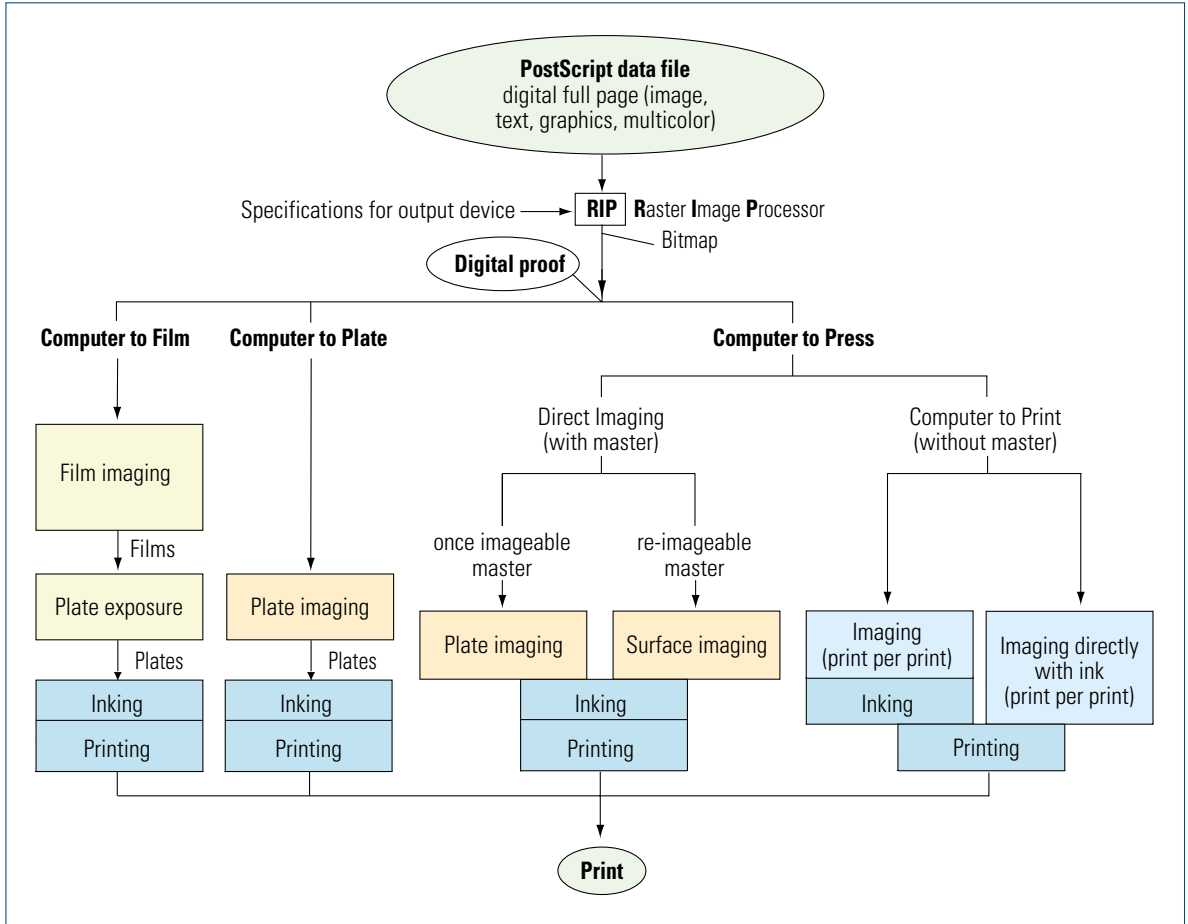 PostScript data file
digital full page (image,
text, graphics, multicolor)
Specifications for output device
RIP
Raster Image Processor
Bitmap
Digital proof
Computer to Film
Computer to Plate
Computer to Press
Direct Imaging
(with master)
Computer to Print
(without master)
Film imaging
Films
once imageable
master
re-imageable
master
Plate exposure
Plate imaging
Plate imaging
Surface imaging
Imaging
(print per print)
Imaging directly
with ink
(print per print)
Plates
Plates
Inking
Inking
Inking
Inking
Printing
Printing
Printing
Printing
Print